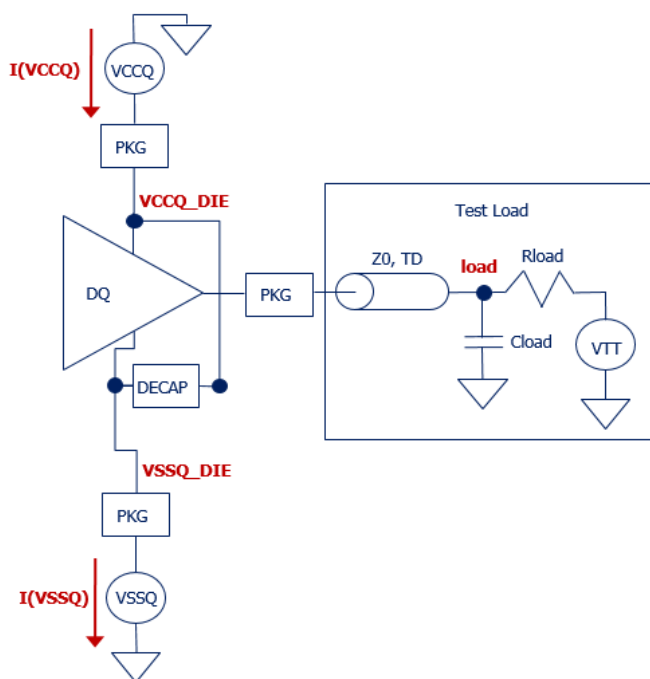 I(VCCQ)
VCCQ
PKG
VCCQ_DIE
Test Load
Z0, TD
load
Rload
DQ
PKG
Cload
VTT
DECAP
VSSQ_DIE
PKG
I(VSSQ)
VSSQ